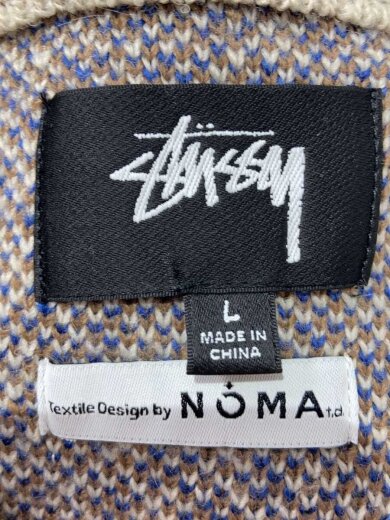 STÜSSY
L
MADE IN
CHINA
Textile Design by NOMA t.d.